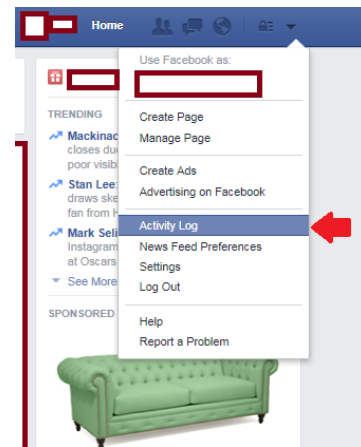 Home
Use Facebook as:
Create Page
Manage Page
Create Ads
Advertising on Facebook
Activity Log
News Feed Preferences
Settings
Log Out
Help
Report a Problem
TRENDING
Mackinac
closes du
poor visib
Stan Lee:
draws ske
fan from H
Mark Seli
Instagram
at Oscars
See More
SPONSORED